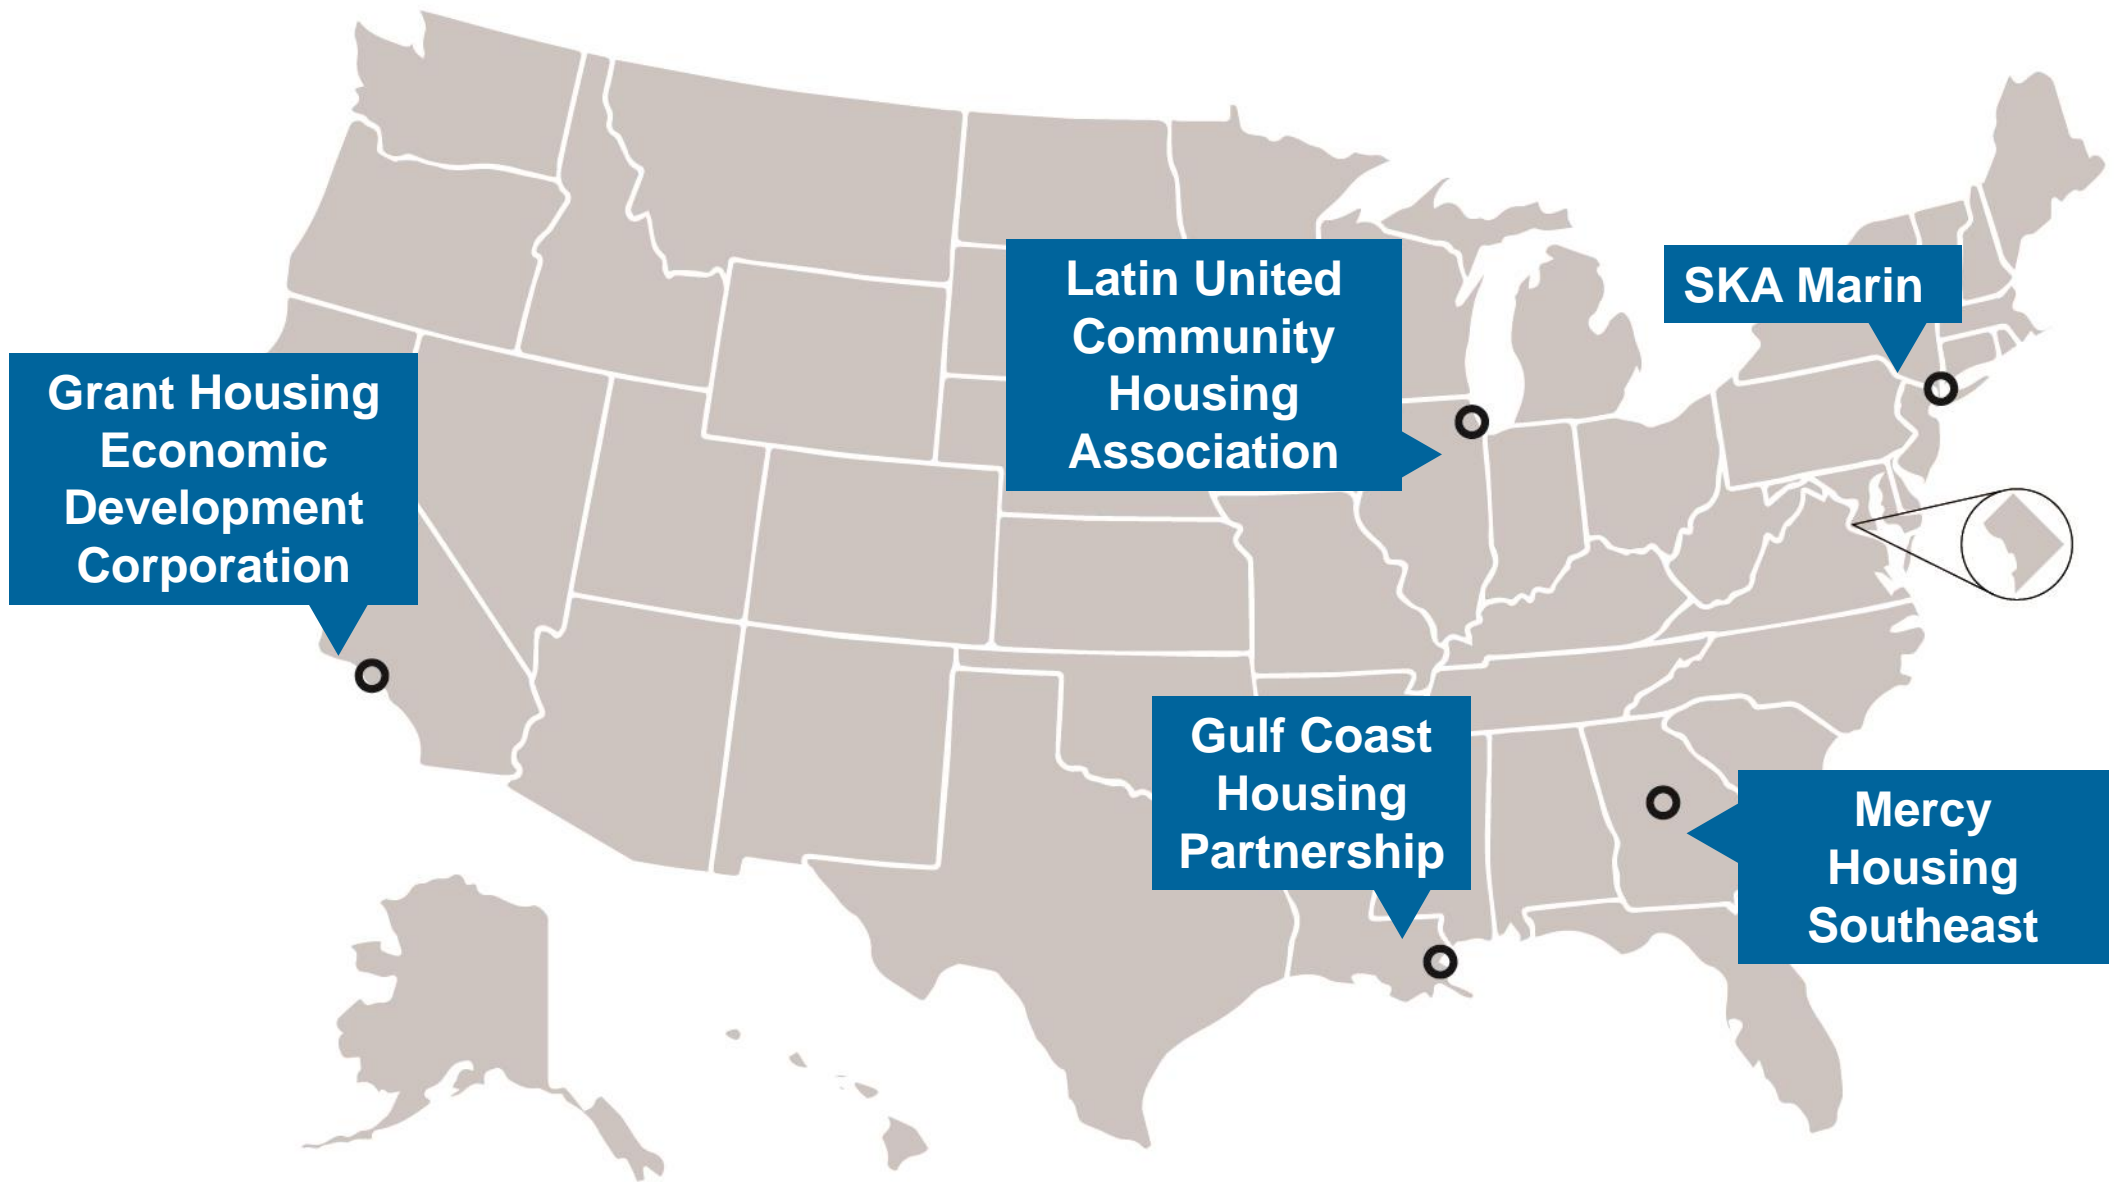 Latin United
Community
Housing
Association
SKA Marin
Grant Housing
Economic
Development
Corporation
Gulf Coast
Housing
Partnership
Mercy
Housing
Southeast